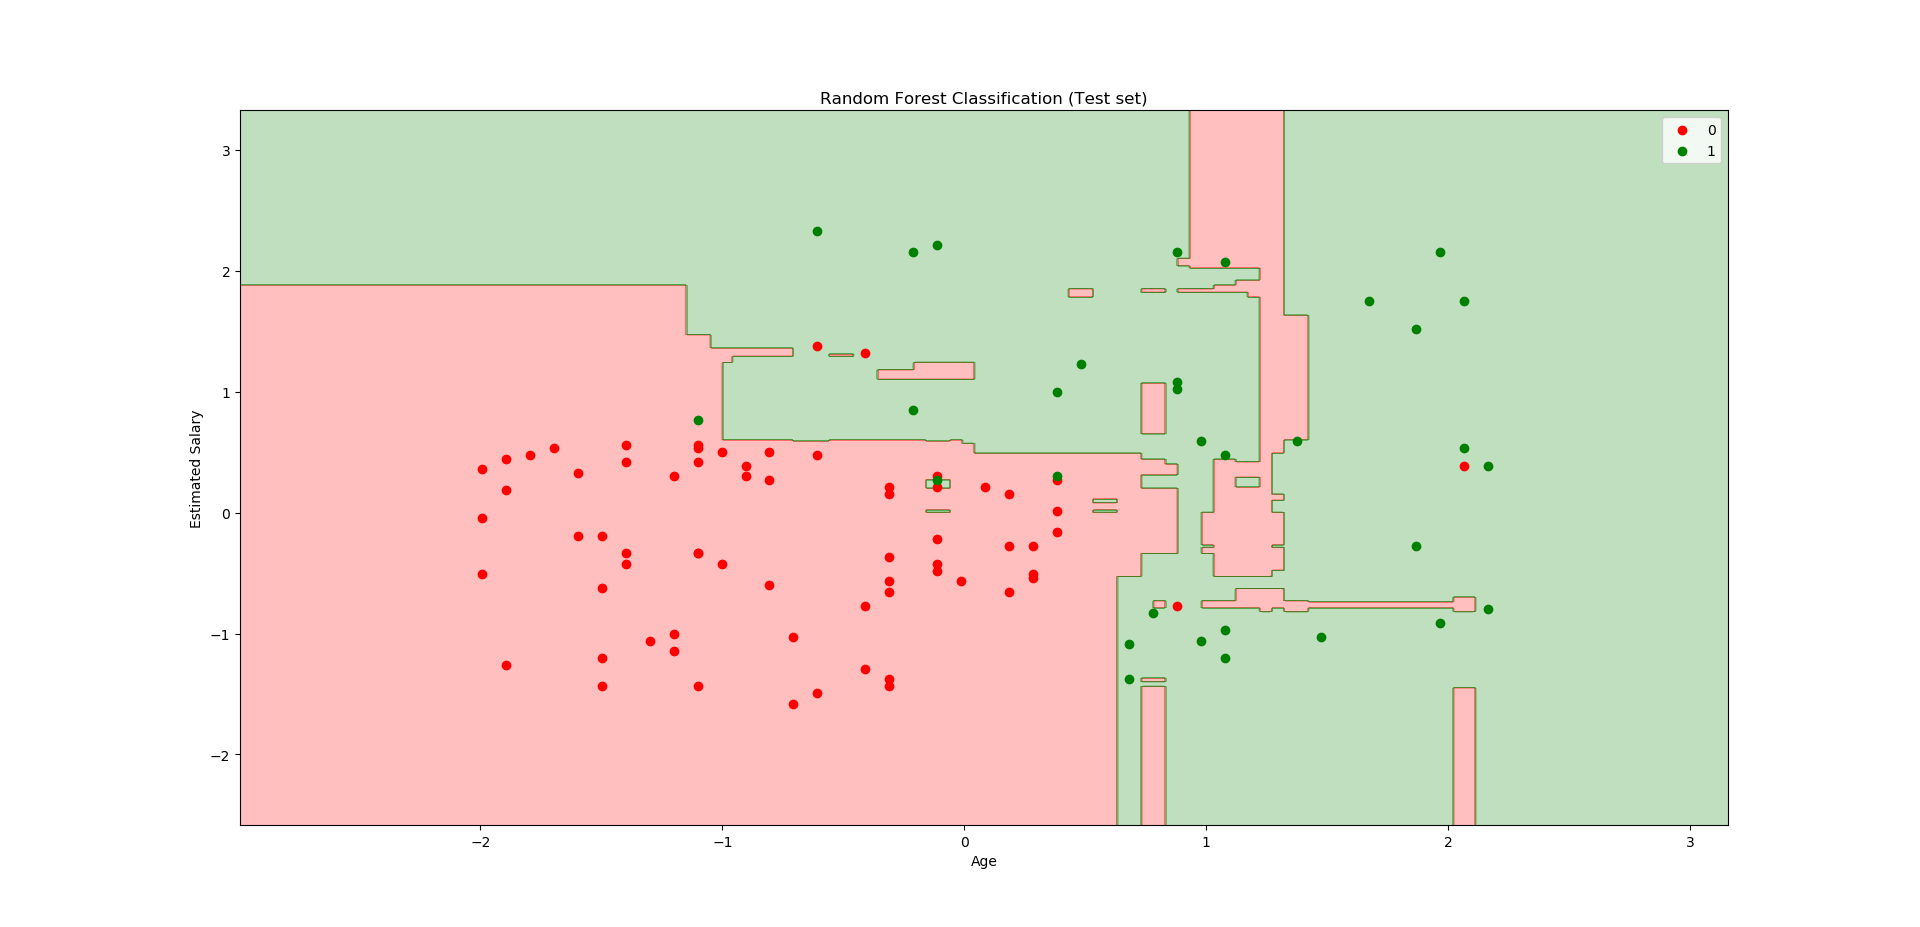 Random Forest Classification (Test set)
0
1
3
2
1
0
−1
−2
Estimated Salary
−2 −1 0 1 2 3
Age